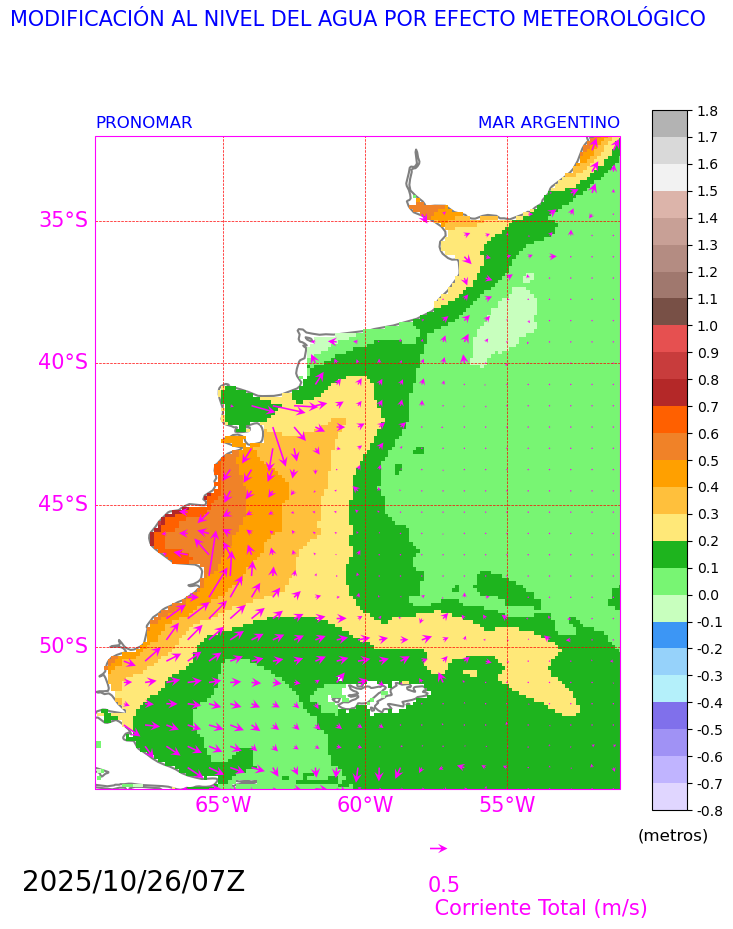 MODIFICACIÓN AL NIVEL DEL AGUA POR EFECTO METEOROLÓGICO
PRONOMAR
MAR ARGENTINO
35°S
40°S
45°S
50°S
65°W
60°W
55°W
1.8
1.7
1.6
1.5
1.4
1.3
1.2
1.1
1.0
0.9
0.8
0.7
0.6
0.5
0.4
0.3
0.2
0.1
0.0
-0.1
-0.2
-0.3
-0.4
-0.5
-0.6
-0.7
-0.8
(metros)
2025/10/26/07Z
0.5
Corriente Total (m/s)